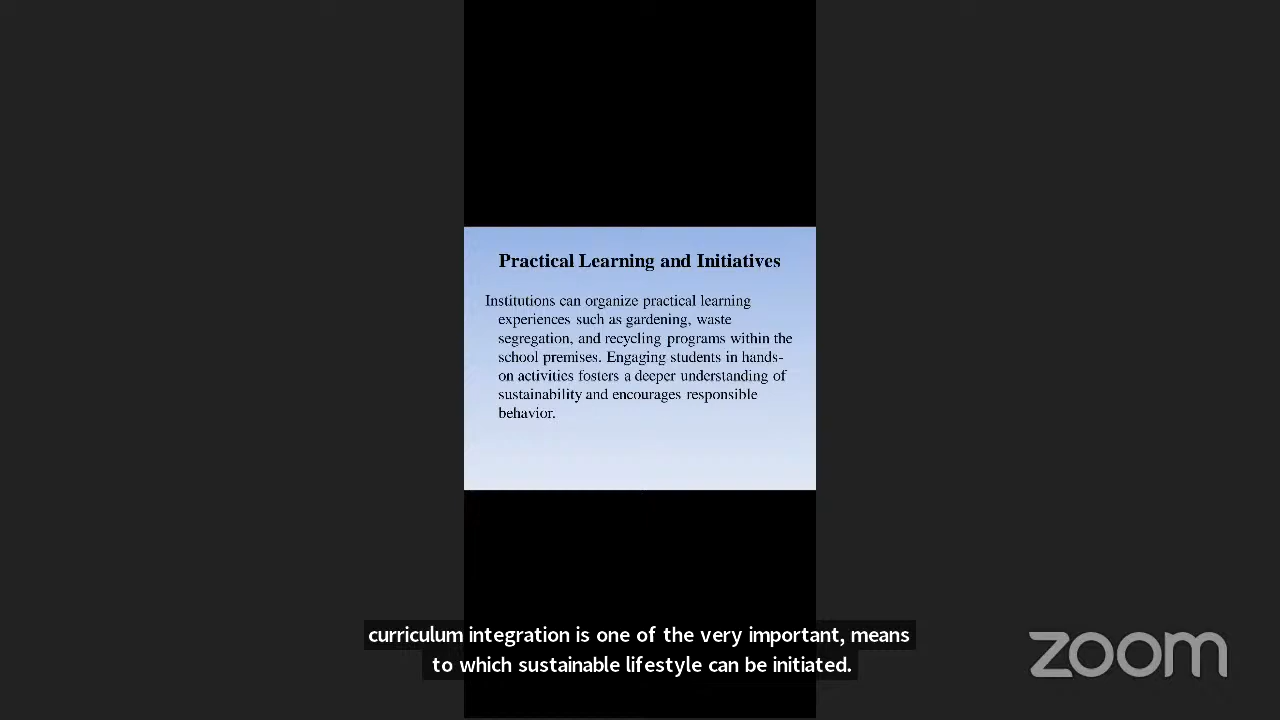 Practical Learning and Initiatives
Institutions can organize practical learning
experiences such as gardening, waste
segregation, and recycling programs within the
school premises. Engaging students in hands-
on activities fosters a deeper understanding of
sustainability and encourages responsible
behavior.
curriculum integration is one of the very important, means
to which sustainable lifestyle can be initiated.
zoom